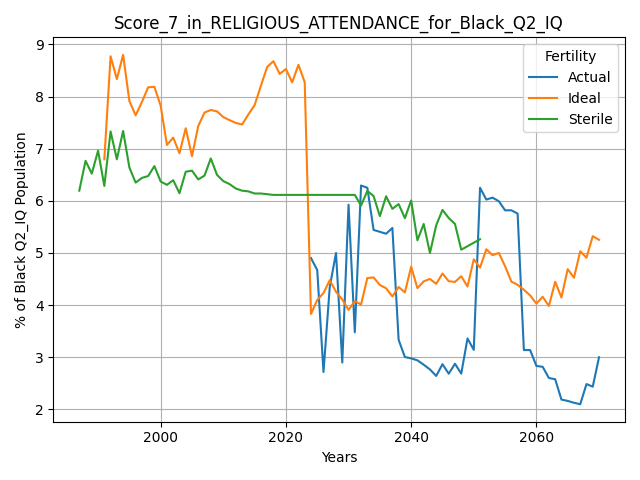 Score_7_in_RELIGIOUS_ATTENDANCE_for_Black_Q2_IQ
Fertility
Actual
Ideal
Sterile
% of Black Q2_IQ Population
9
8
7
6
5
4
3
2
2000 2020 2040 2060
Years